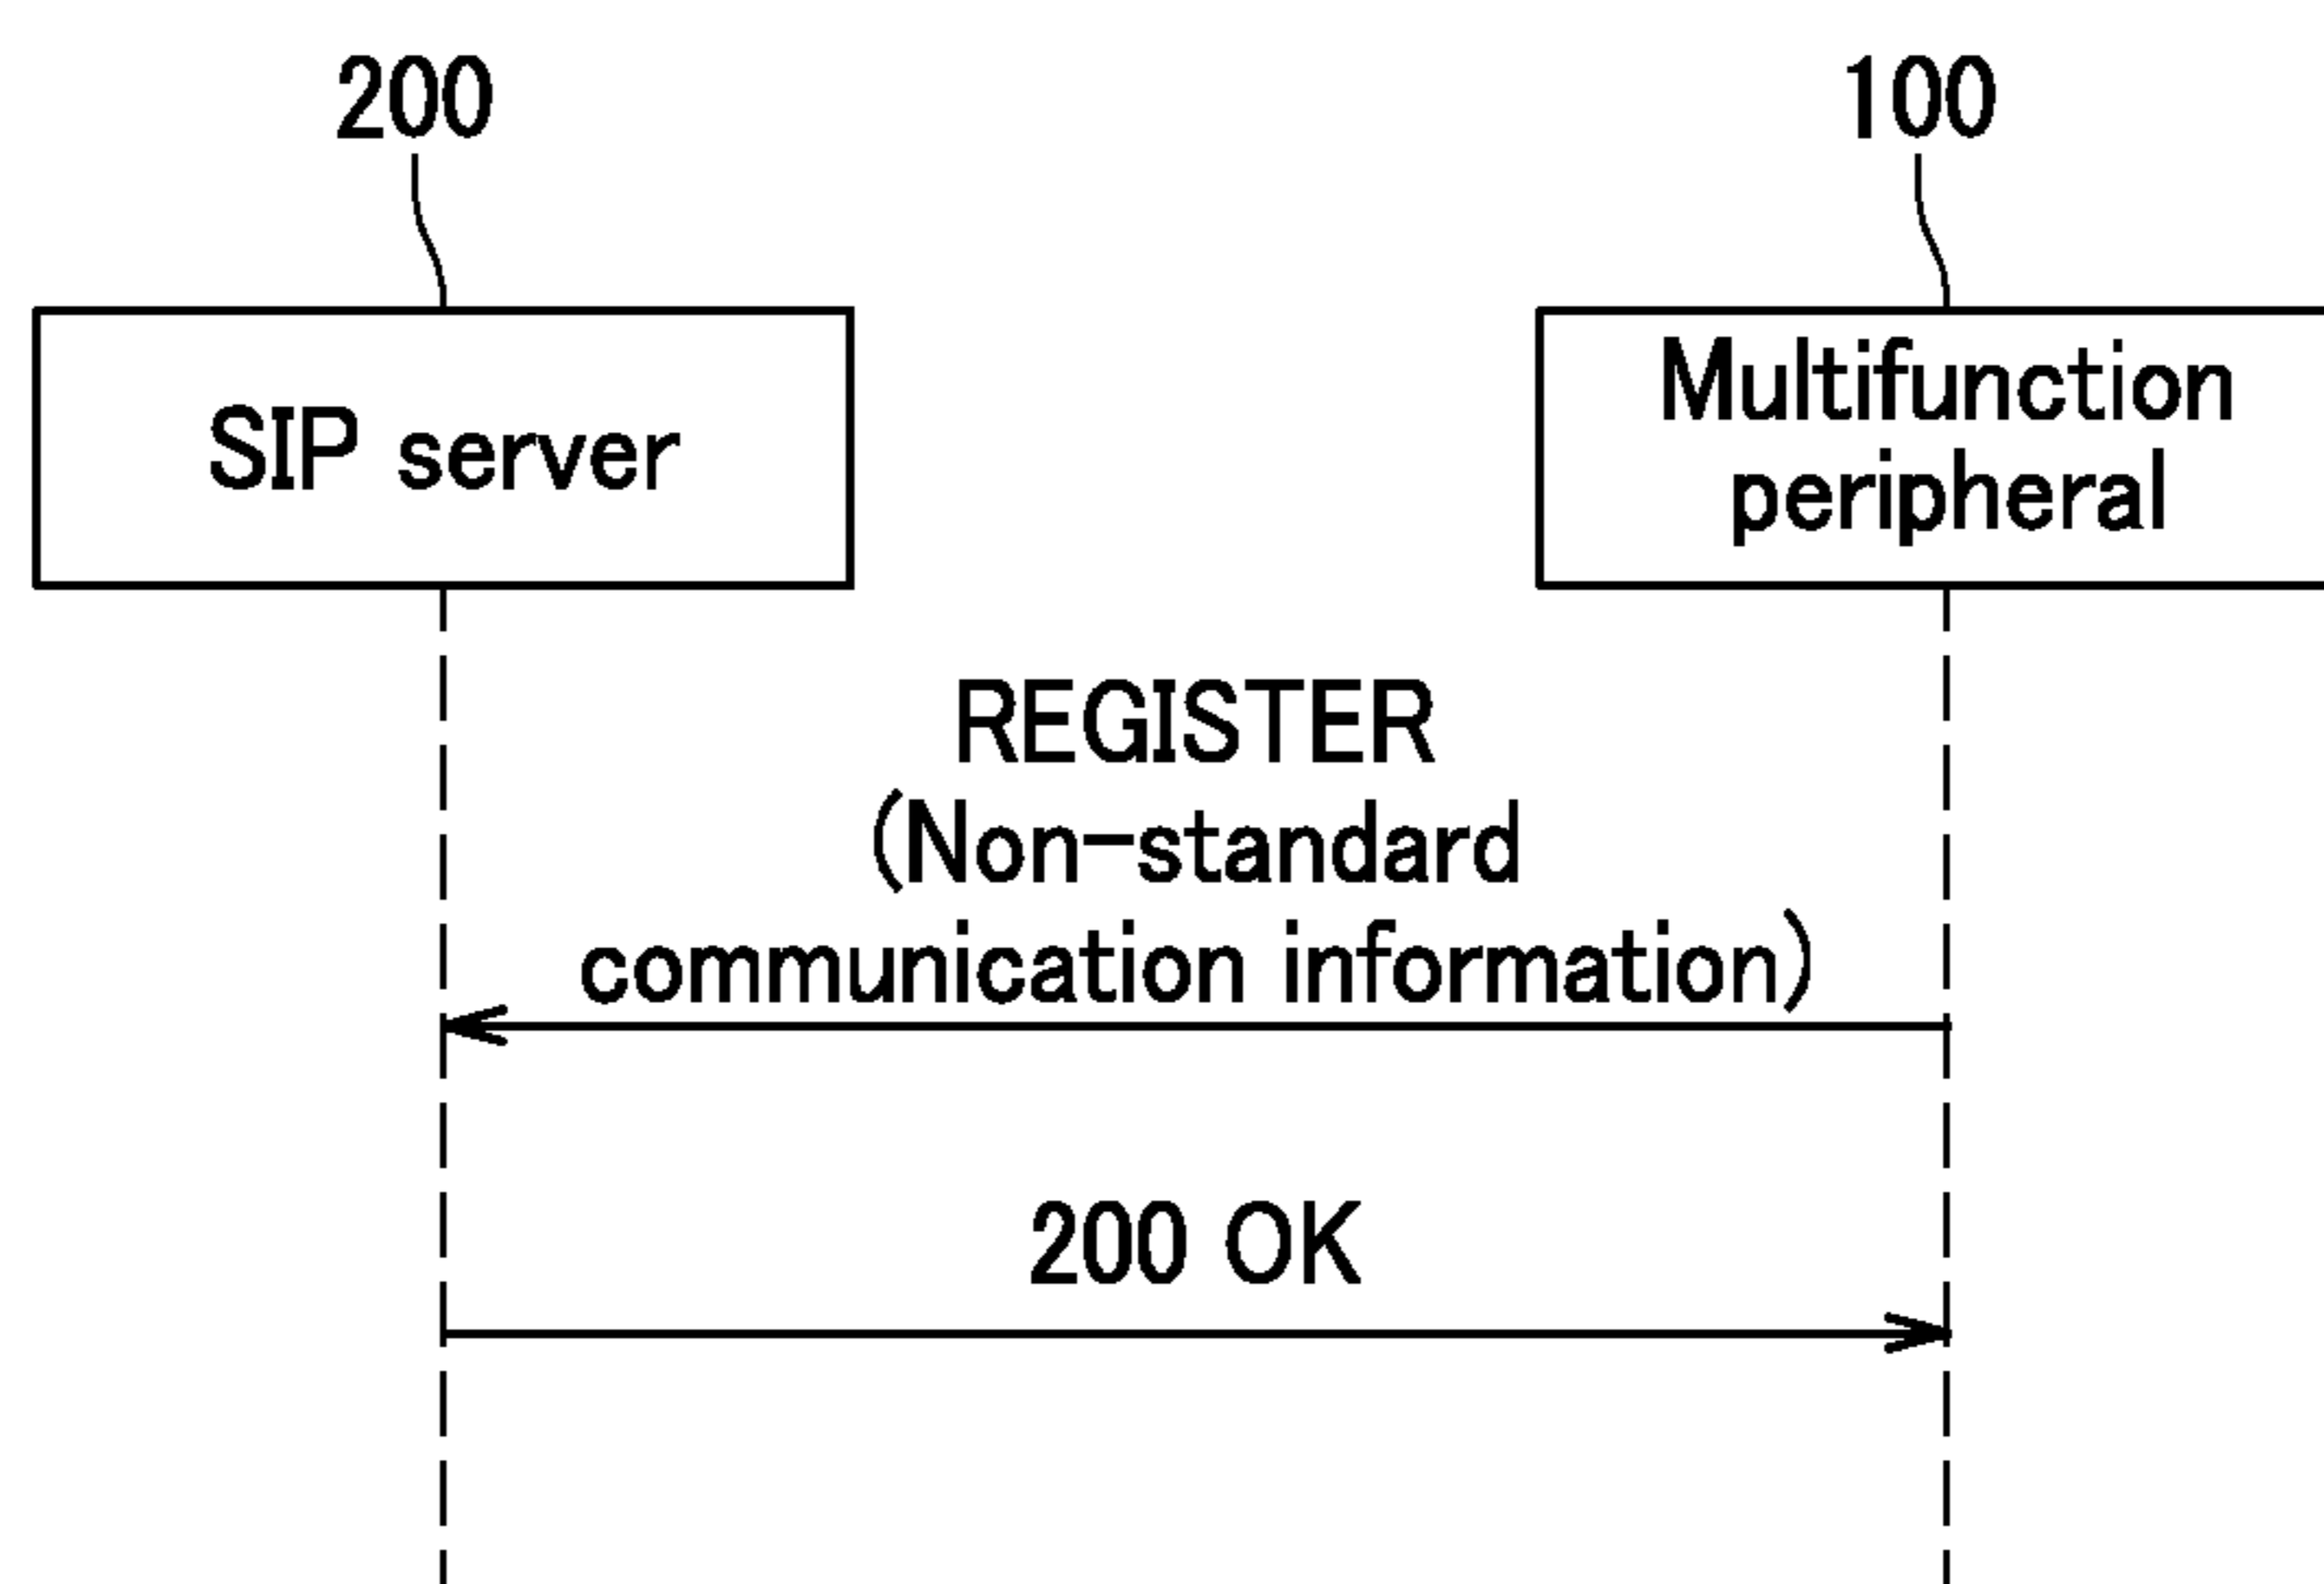 200
100
SIP server
Multifunction
peripheral
REGISTER
(Non-standard
communication information)
200 OK